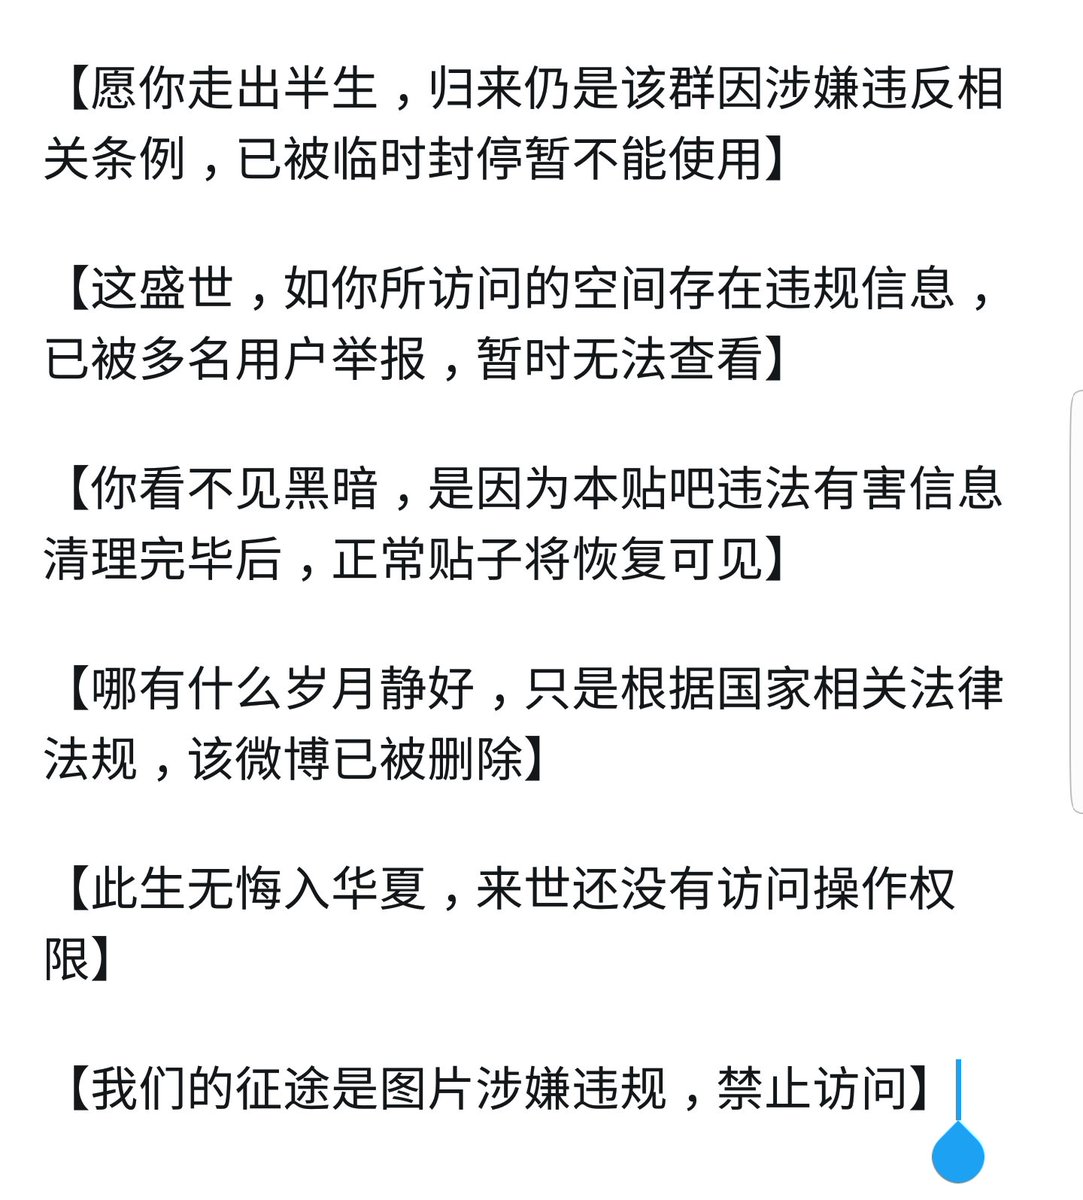 【愿你走出半生，归来仍是该群因涉嫌违反相
关条例，已被临时封停暂不能使用】
【这盛世，如你所访问的空间存在违规信息，
已被多名用户举报，暂时无法查看】
【你看不见黑暗，是因为本贴吧违法有害信息
清理完毕后，正常贴子将恢复可见】
【哪有什么岁月静好，只是根据国家相关法律
法规，该微博已被删除】
【此生无悔入华夏，来世还没有访问操作权
限】
【我们的征途是图片涉嫌违规，禁止访问】